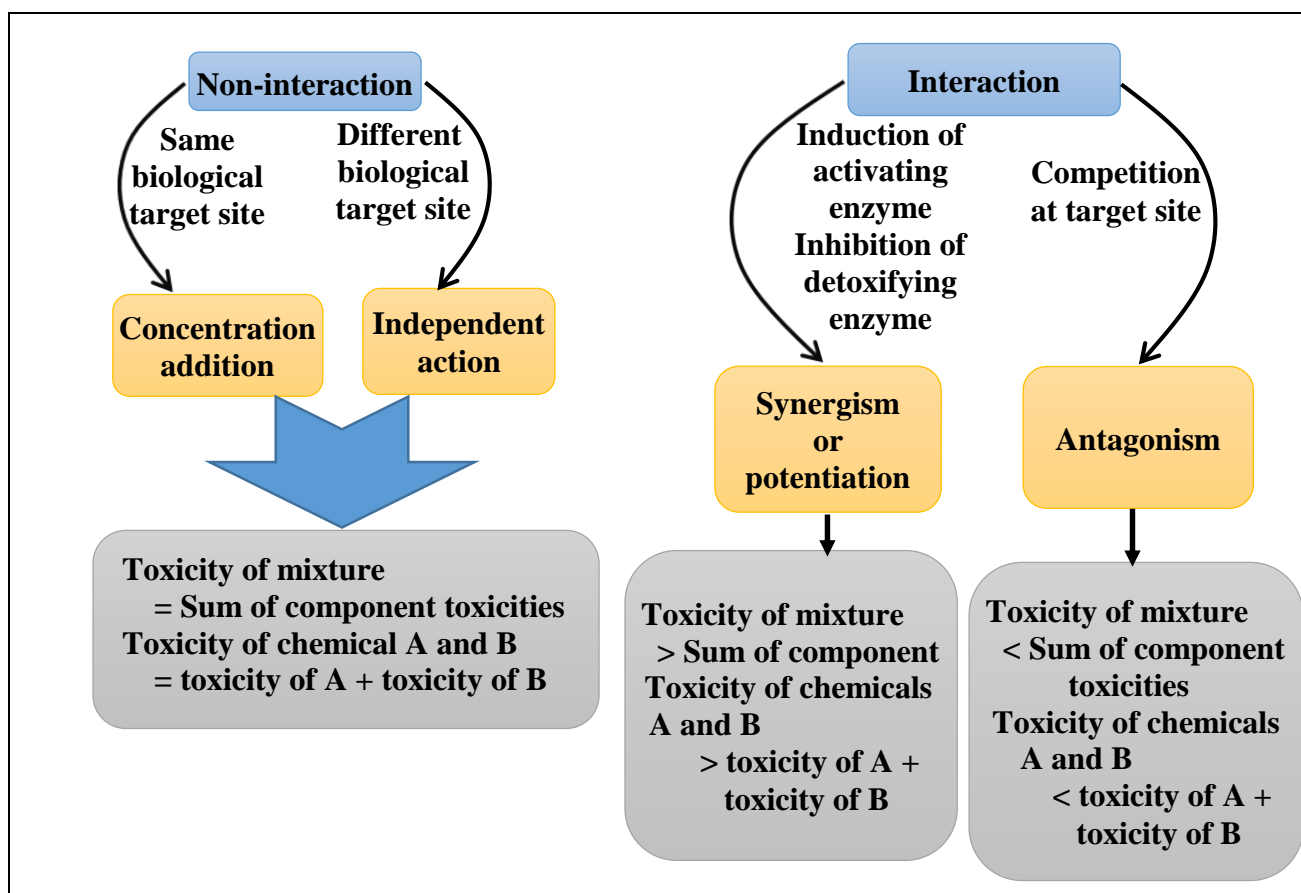 Non-interaction
Same
biological
target site
Different
biological
target site
Concentration
addition
Independent
action
Toxicity of mixture
= Sum of component toxicities
Toxicity of chemical A and B
= toxicity of A + toxicity of B
Interaction
Induction of
activating
enzyme
Inhibition of
detoxifying
enzyme
Competition
at target site
Synergism
or
potentiation
Antagonism
Toxicity of mixture
> Sum of component
Toxicity of chemicals
A and B
> toxicity of A +
toxicity of B
Toxicity of mixture
< Sum of component
toxicities
Toxicity of chemicals
A and B
< toxicity of A +
toxicity of B